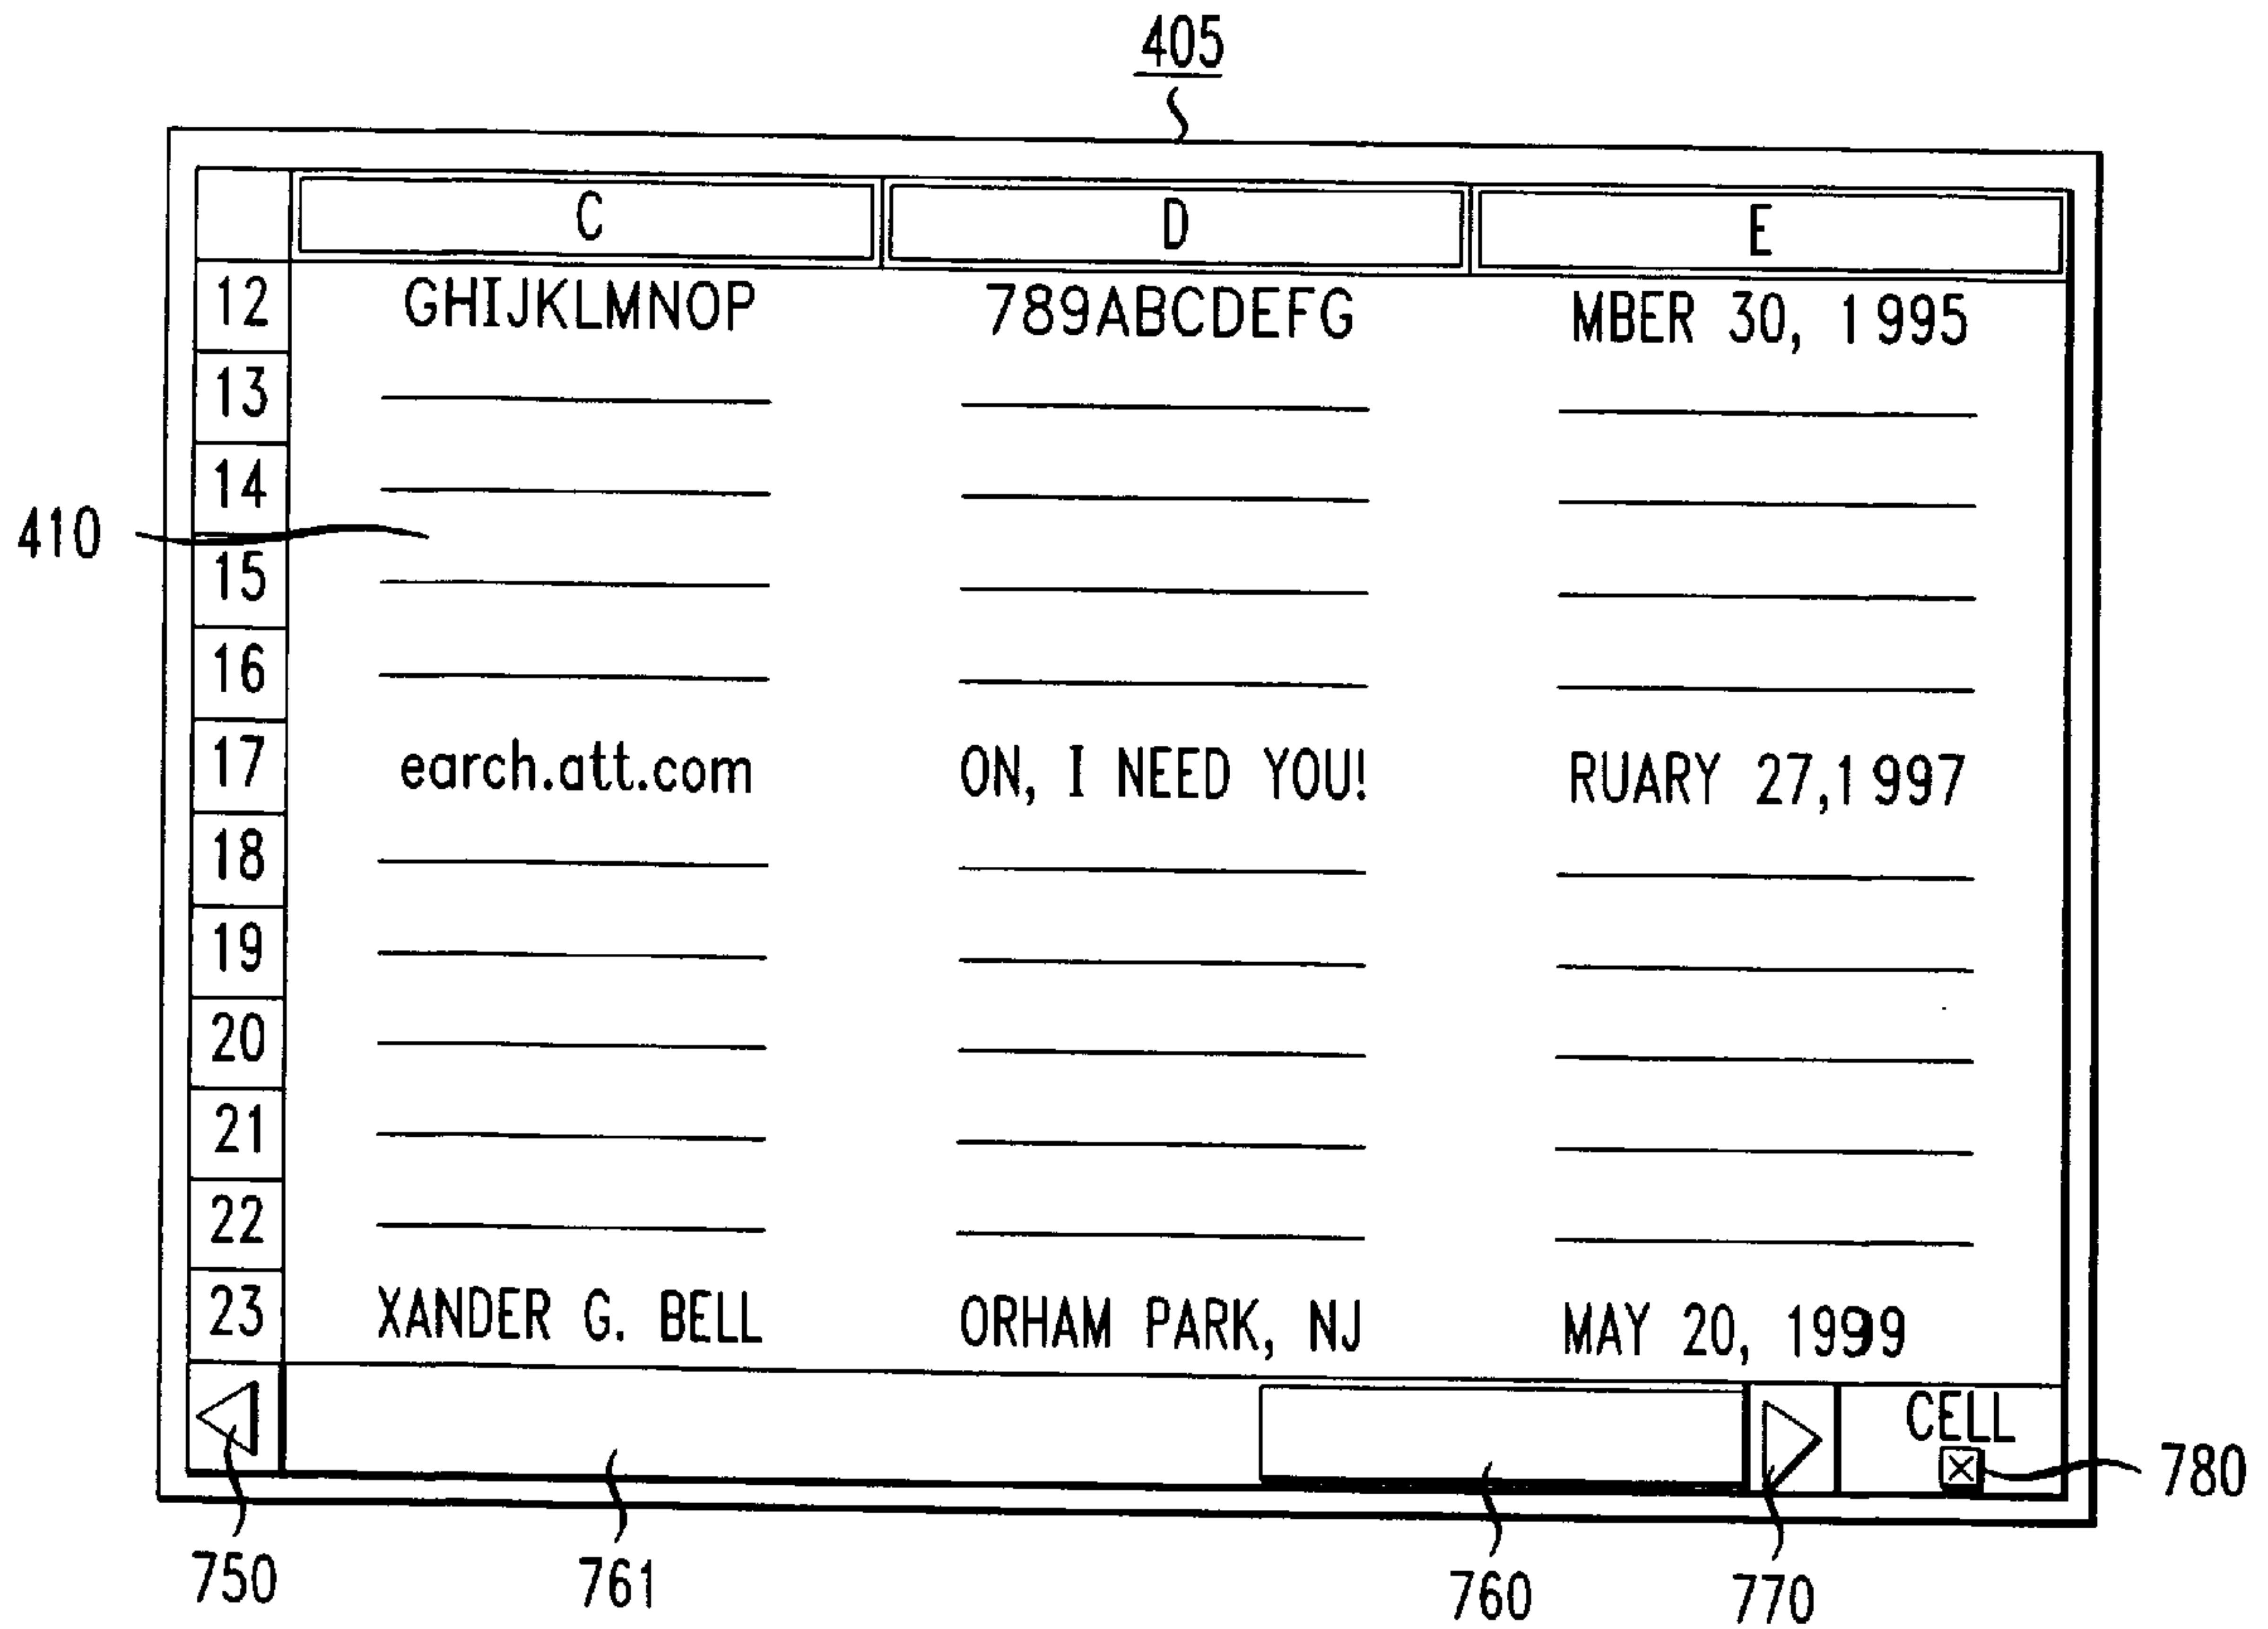 405
C D E
12 GHIJKLMNOP 789ABCDEFG MBER 30, 1995
13
14
410
15
16
17 earch.att.com ON, I NEED YOU! RUARY 27,1997
18
19
20
21
22
23 XANDER G. BELL ORHAM PARK, NJ MAY 20, 1999
CELL
780
750 761 760 770